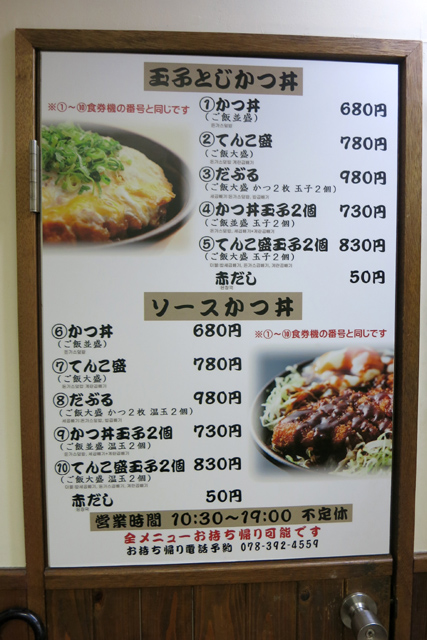 玉子とじかつ丼
※①〜⑩食券機の番号と同じです
①かつ丼 680円
(ご飯並盛)
②てんこ盛 780円
(ご飯大盛)
③だぶる 980円
(ご飯大盛 かつ2枚 玉子2個)
④かつ丼玉子2個 730円
(ご飯並盛 玉子2個)
⑤てんこ盛玉子2個 830円
(ご飯大盛 玉子2個)
赤だし 50円
ソースかつ丼
※①〜⑩食券機の番号と同じです
⑥かつ丼 680円
(ご飯並盛)
⑦てんこ盛 780円
(ご飯大盛)
⑧だぶる 980円
(ご飯大盛 かつ2枚 温玉2個)
⑨かつ丼玉子2個 730円
(ご飯並盛 温玉2個)
⑩てんこ盛玉子2個 830円
(ご飯大盛 温玉2個)
赤だし 50円
営業時間 10:30〜19:00 不定休
全メニューお持ち帰り可能です
お持ち帰り電話予約 078-392-4559